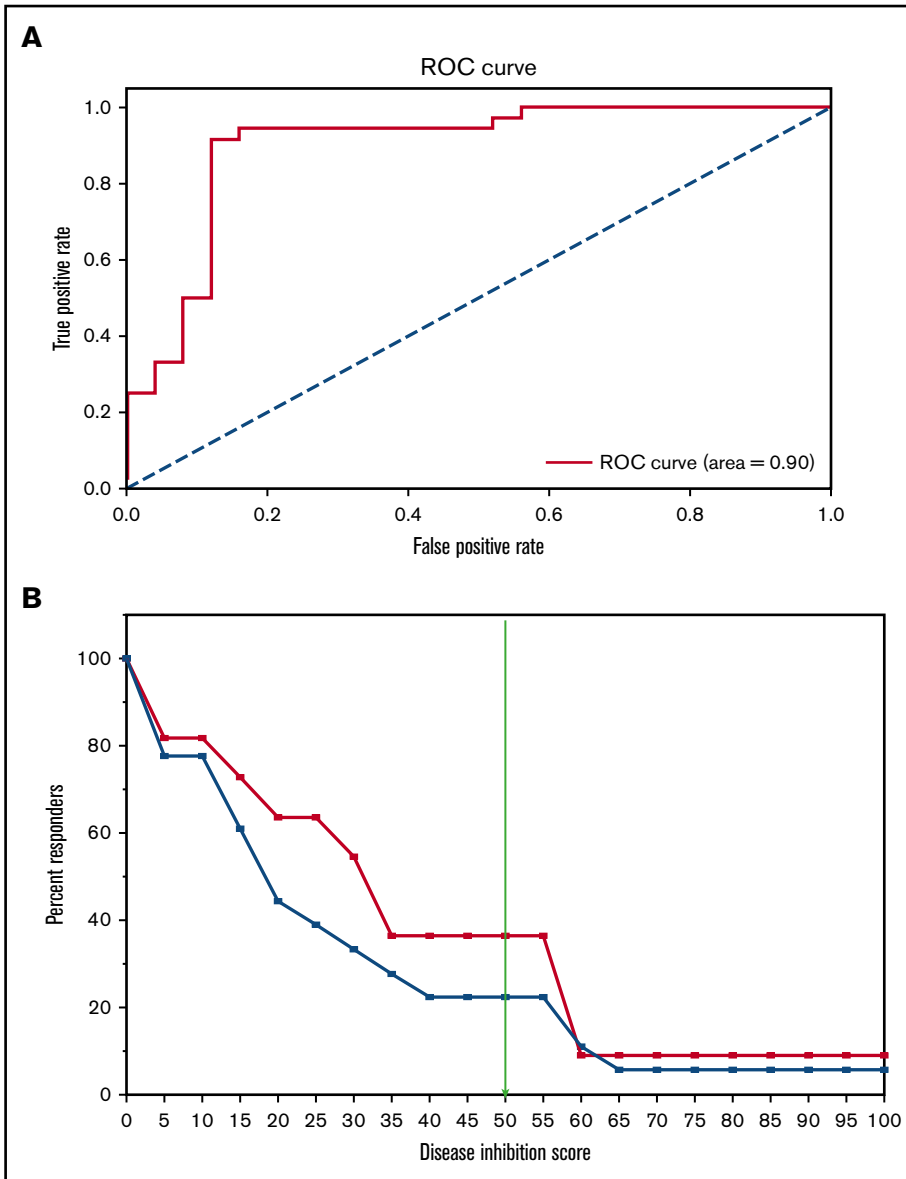 A
ROC curve
1.0
0.8
0.6
0.4
0.2
0.0
True positive rate
ROC curve (area = 0.90)
0.0 0.2 0.4 0.6 0.8 1.0
False positive rate
B
100
80
60
40
20
0
Percent responders
0 5 10 15 20 25 30 35 40 45 50 55 60 65 70 75 80 85 90 95 100
Disease inhibition score